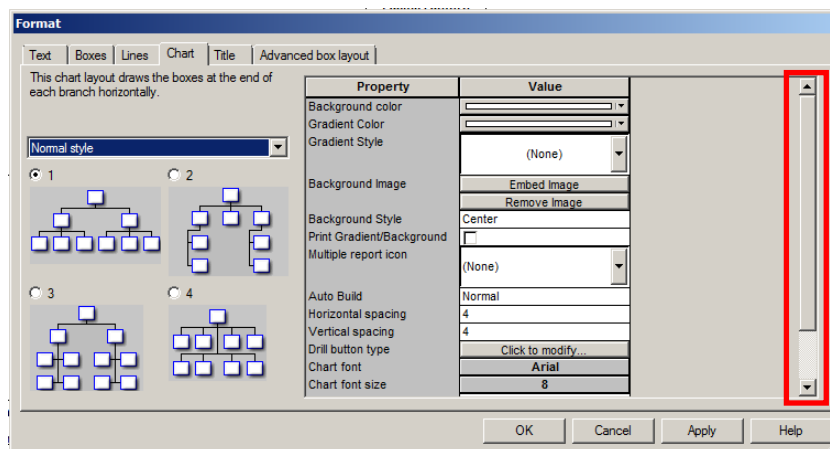 Format
Text Boxes Lines Chart Title Advanced box layout
This chart layout draws the boxes at the end of
each branch horizontally.
Normal style
1 2
3 4
Property Value
Background color
Gradient Color
Gradient Style (None)
Background Image Embed Image
Remove Image
Background Style Center
Print Gradient/Background
Multiple report icon (None)
Auto Build Normal
Horizontal spacing 4
Vertical spacing 4
Drill button type Click to modify...
Chart font Arial
Chart font size 8
OK Cancel Apply Help